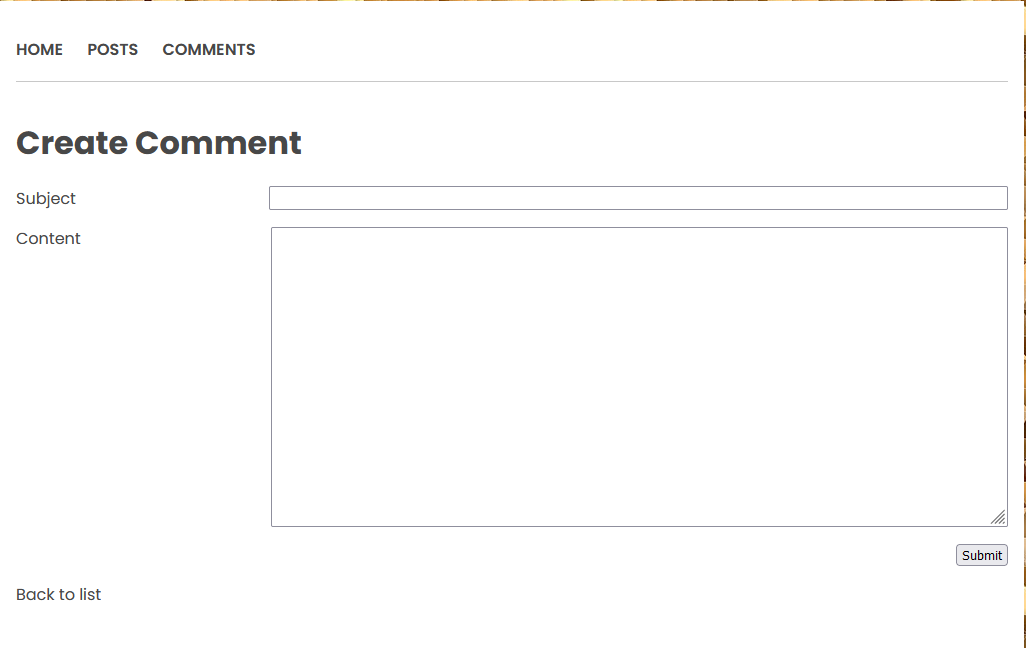 HOME POSTS COMMENTS
Create Comment
Subject
Content
Submit
Back to list